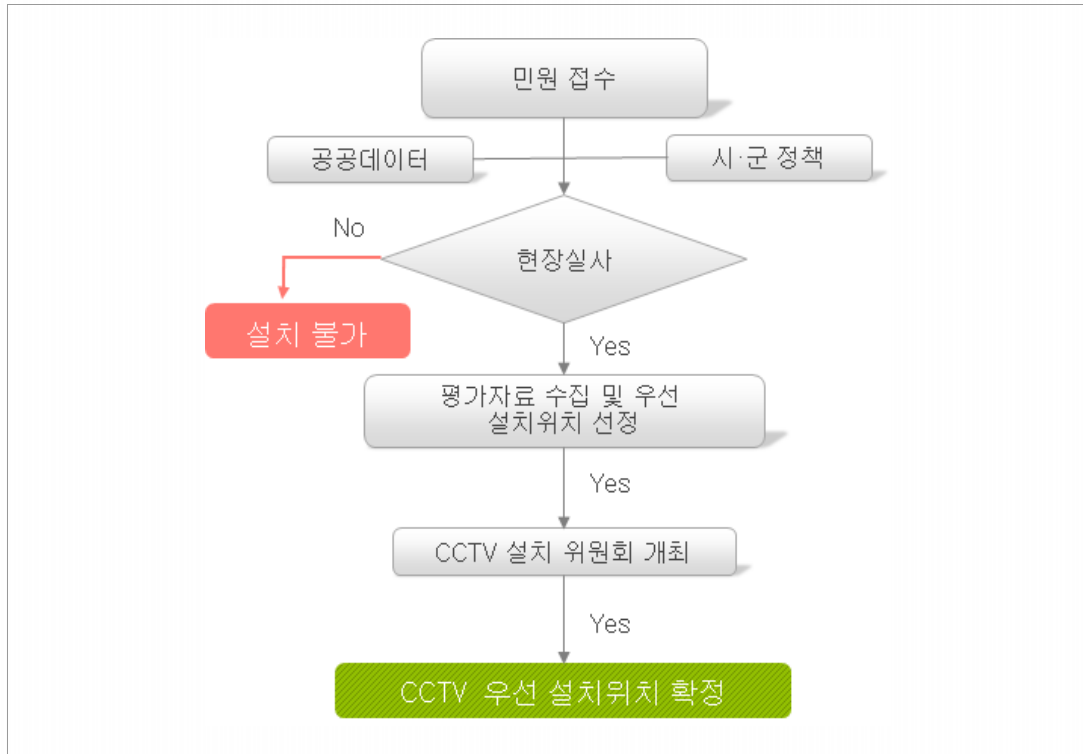 민원 접수
공공데이터
시·군 정책
No
현장실사
설치 불가
Yes
평가자료 수집 및 우선
설치위치 선정
Yes
CCTV 설치 위원회 개최
Yes
CCTV 우선 설치위치 확정